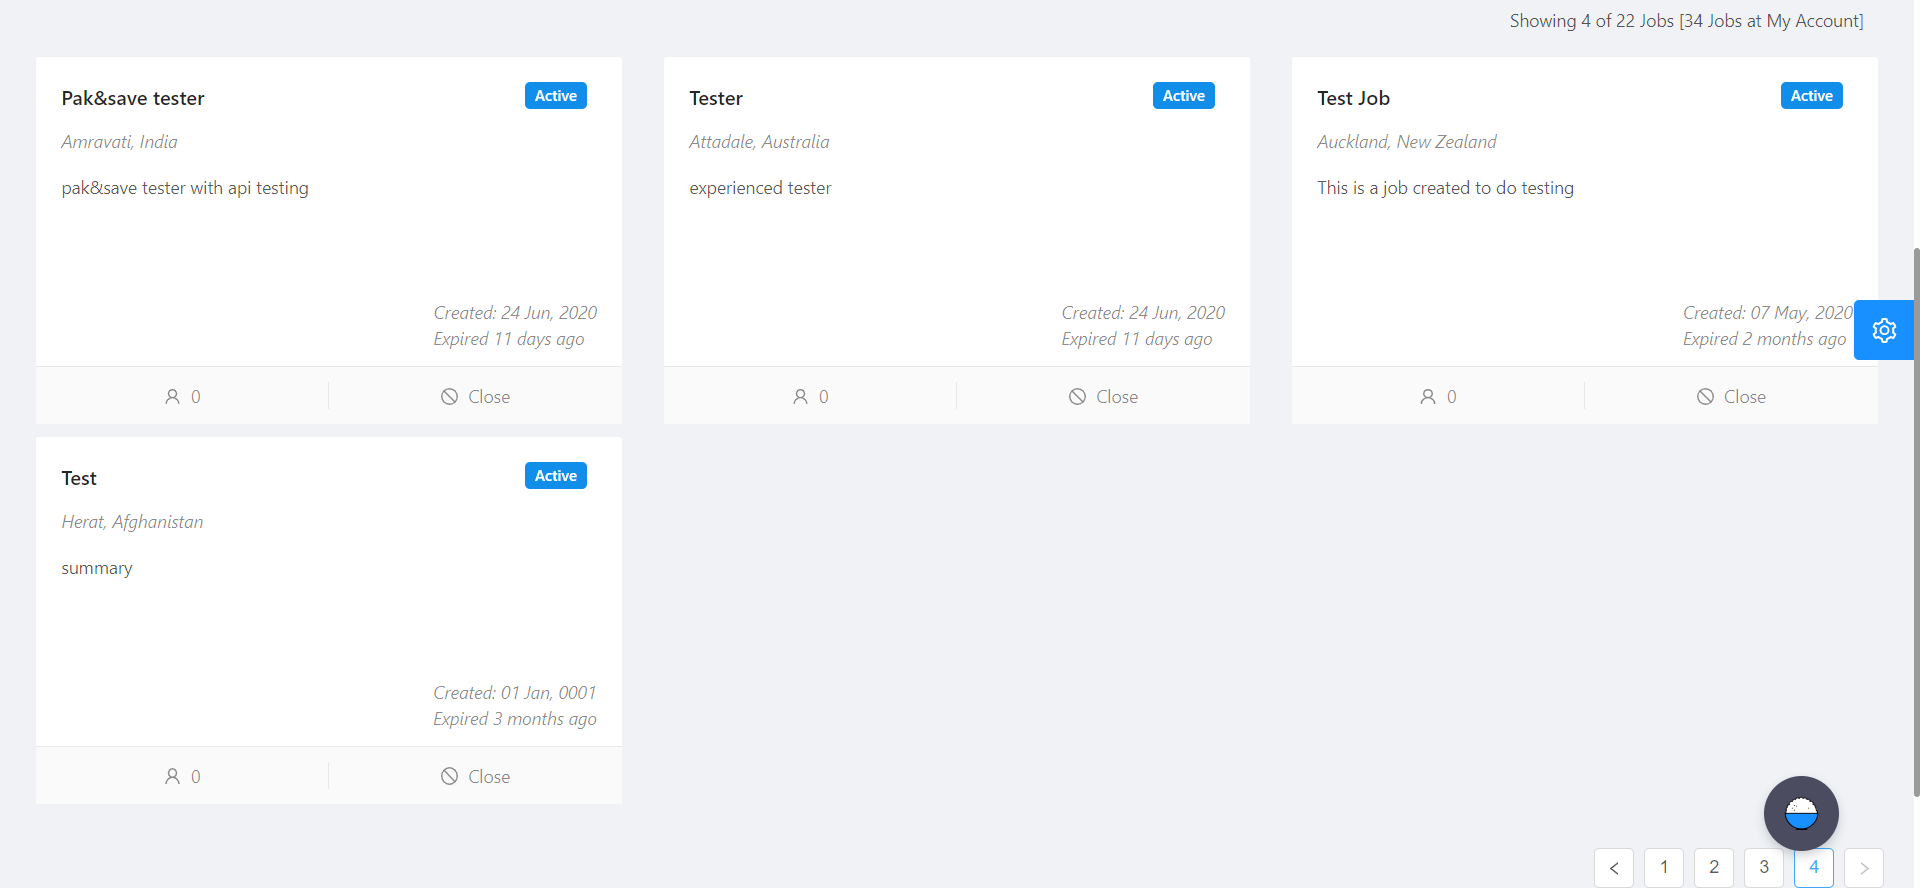 Showing 4 of 22 Jobs [34 Jobs at My Account]
Pak&save tester
Active
Amravati, India
pak&save tester with api testing
Created: 24 Jun, 2020
Expired 11 days ago
0
Close
Tester
Active
Attadale, Australia
experienced tester
Created: 24 Jun, 2020
Expired 11 days ago
0
Close
Test Job
Active
Auckland, New Zealand
This is a job created to do testing
Created: 07 May, 2020
Expired 2 months ago
0
Close
Test
Active
Herat, Afghanistan
summary
Created: 01 Jan, 0001
Expired 3 months ago
0
Close
< 1 2 3 4 >